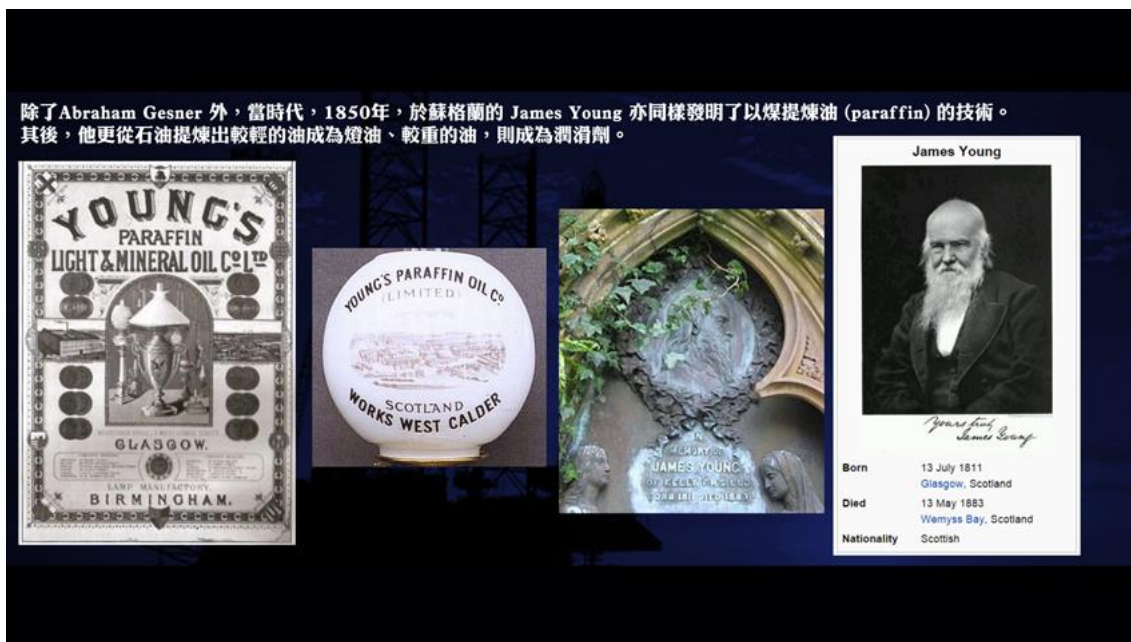 除了Abraham Gesner 外，當時代，1850年，於蘇格蘭的 James Young 亦同樣發明了以煤提煉油 (paraffin) 的技術。
其後，他更從石油提煉出較輕的油成為燈油、較重的油，則成為潤滑劑。
YOUNG'S
PARAFFIN
LIGHT & MINERAL OIL Cº LTD
GLASGOW.
LAMP MANUFACTORY,
BIRMINGHAM.
YOUNG'S PARAFFIN OIL Cº
(LIMITED)
SCOTLAND
WORKS WEST CALDER
IN
MEMORY OF
JAMES YOUNG
OF KELLY
James Young
Yours truly
James Young
Born 13 July 1811
Glasgow, Scotland
Died 13 May 1883
Wemyss Bay, Scotland
Nationality Scottish